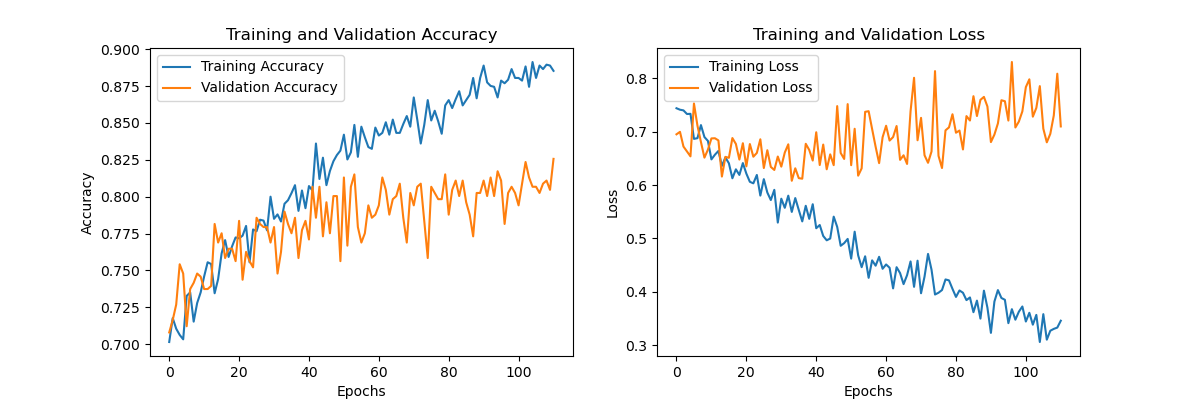 Training and Validation Accuracy
Training Accuracy
Validation Accuracy
0.900
0.875
0.850
0.825
0.800
0.775
0.750
0.725
0.700
Accuracy
0
20
40
60
80
100
Epochs
Training and Validation Loss
Training Loss
Validation Loss
0.8
0.7
0.6
0.5
0.4
0.3
Loss
0
20
40
60
80
100
Epochs